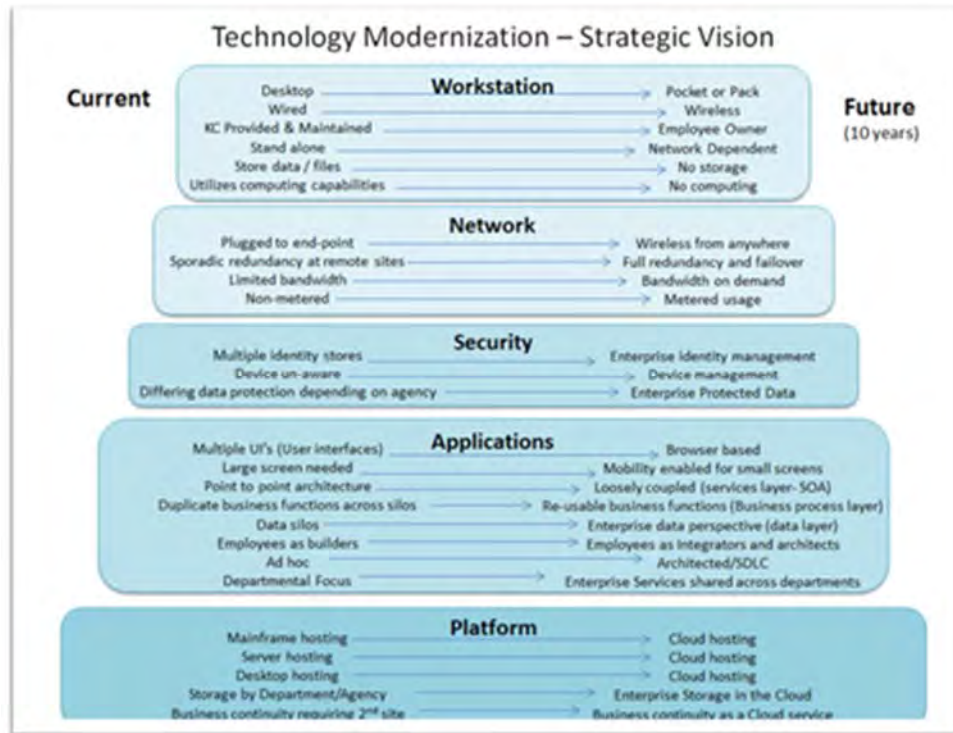 Technology Modernization – Strategic Vision
Current
Future
(10 years)
Workstation
Desktop Pocket or Pack
Wired Wireless
KC Provided & Maintained Employee Owner
Stand alone Network Dependent
Store data / files No storage
Utilizes computing capabilities No computing
Network
Plugged to end-point Wireless from anywhere
Sporadic redundancy at remote sites Full redundancy and failover
Limited bandwidth Bandwidth on demand
Non-metered Metered usage
Security
Multiple identity stores Enterprise identity management
Device un-aware Device management
Differing data protection depending on agency Enterprise Protected Data
Applications
Multiple UI's (User interfaces) Browser based
Large screen needed Mobility enabled for small screens
Point to point architecture Loosely coupled (services layer- SOA)
Duplicate business functions across silos Re-usable business functions (Business process layer)
Data silos Enterprise data perspective (data layer)
Employees as builders Employees as Integrators and architects
Ad hoc Architected/SDLC
Departmental Focus Enterprise Services shared across departments
Platform
Mainframe hosting Cloud hosting
Server hosting Cloud hosting
Desktop hosting Cloud hosting
Storage by Department/Agency Enterprise Storage in the Cloud
Business continuity requiring 2nd site Business continuity as a Cloud service